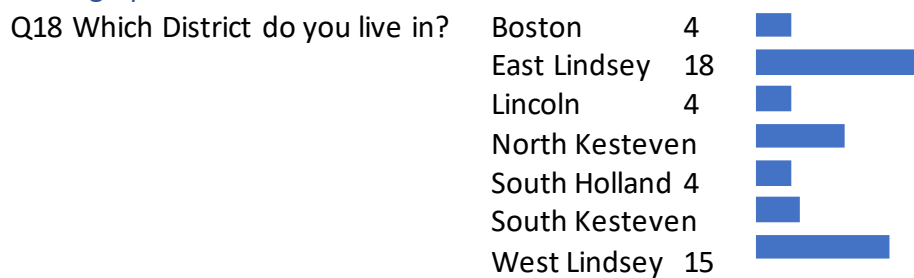 Q18 Which District do you live in? Boston 4
East Lindsey 18
Lincoln 4
North Kesteven
South Holland 4
South Kesteven
West Lindsey 15